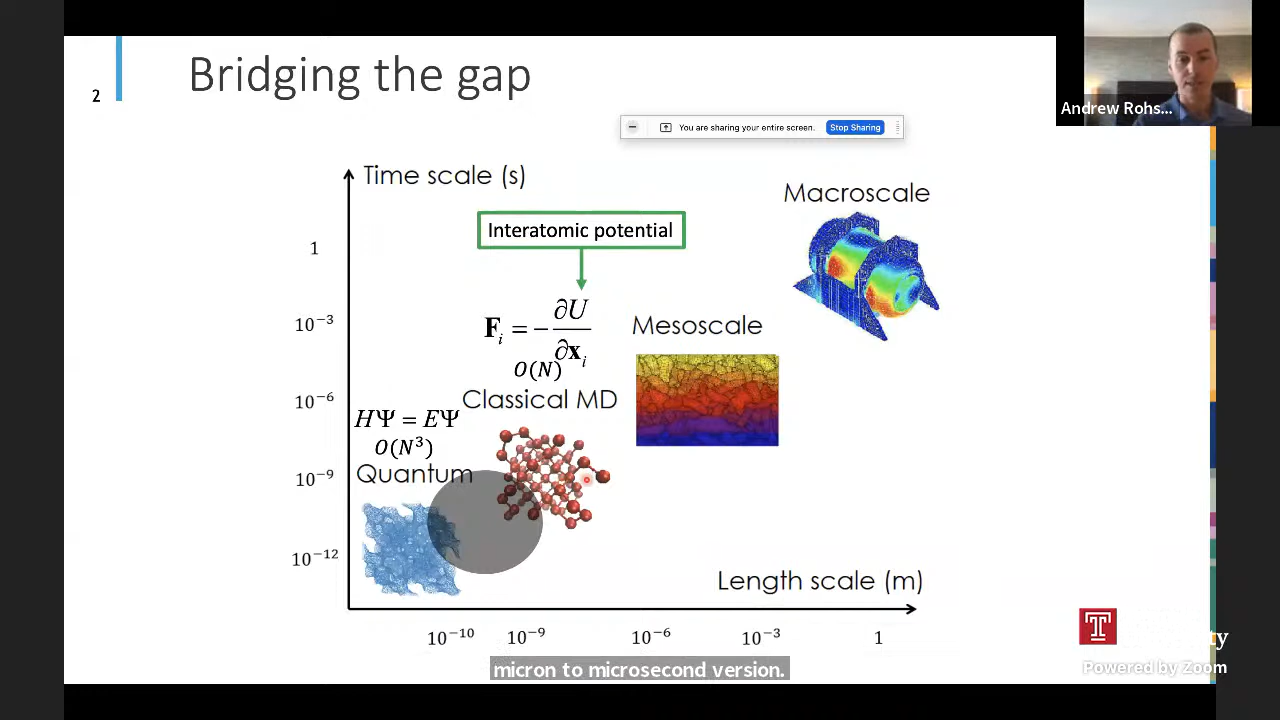 Bridging the gap
2
Andrew Rohs...
You are sharing your entire screen.
Stop Sharing
Time scale (s)
Macroscale
Interatomic potential
1
F_i = -∂U/∂x_i
Mesoscale
10^-3
O(N)
10^-6
Classical MD
HΨ = EΨ
O(N^3)
Quantum
10^-9
10^-12
Length scale (m)
10^-10 10^-9 10^-6 10^-3 1
micron to microsecond version.
Powered by Zoom